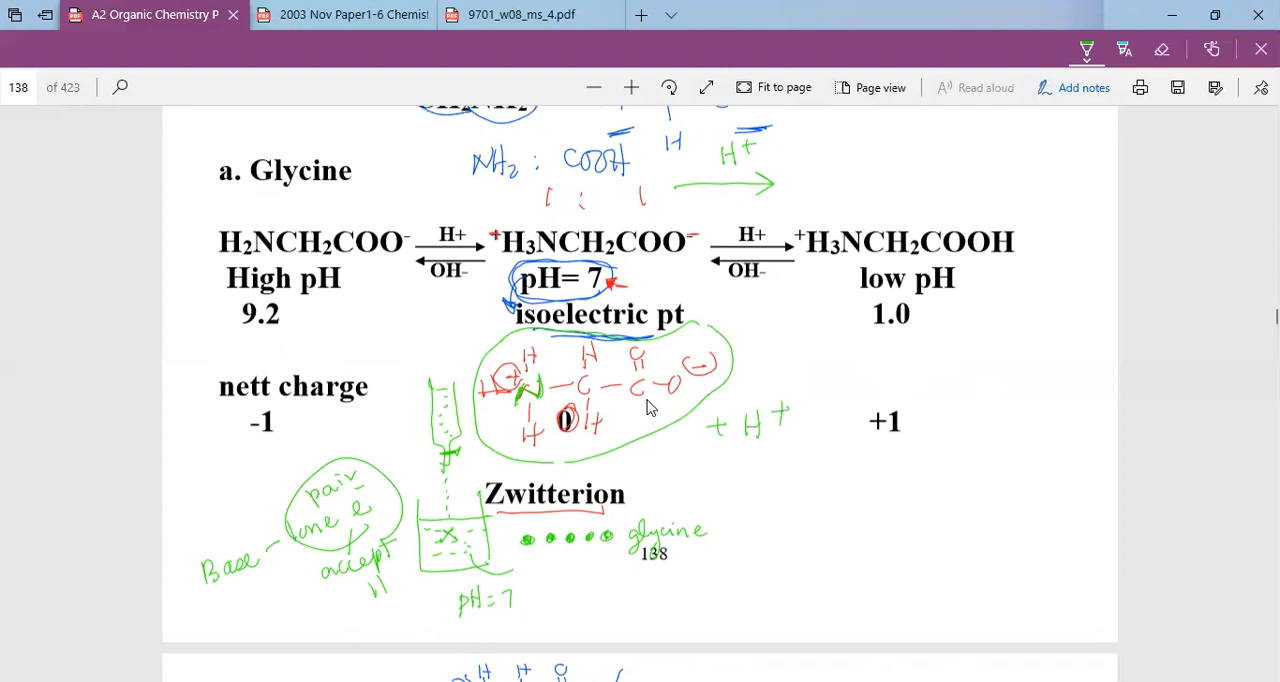 A2 Organic Chemistry P
2003 Nov Paper1-6 Chemist
9701_w08_ms_4.pdf
138 of 423
Fit to page
Page view
Read aloud
Add notes
NH₂ : COOH
H
H+
a. Glycine
H₂NCH₂COO⁻ H+ OH- ⁺H₃NCH₂COO⁻ H+ OH- ⁺H₃NCH₂COOH
High pH pH= 7 low pH
9.2 isoelectric pt 1.0
H H O
H N - C - C - O
H H
nett charge
-1 0 +1
+ H+
Zwitterion
pair
lone e
Base - accept
glycine
138
pH = 7
H H O